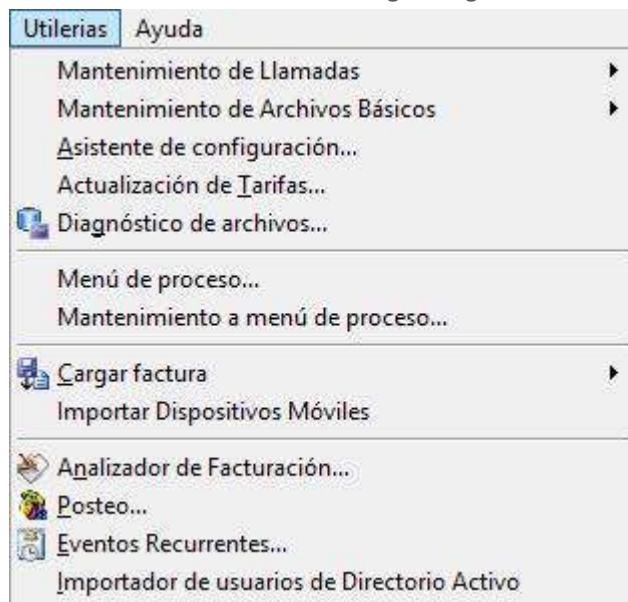 Utilerias Ayuda
Mantenimiento de Llamadas
Mantenimiento de Archivos Básicos
Asistente de configuración...
Actualización de Tarifas...
Diagnóstico de archivos...
Menú de proceso...
Mantenimiento a menú de proceso...
Cargar factura
Importar Dispositivos Móviles
Analizador de Facturación...
Posteo...
Eventos Recurrentes...
Importador de usuarios de Directorio Activo